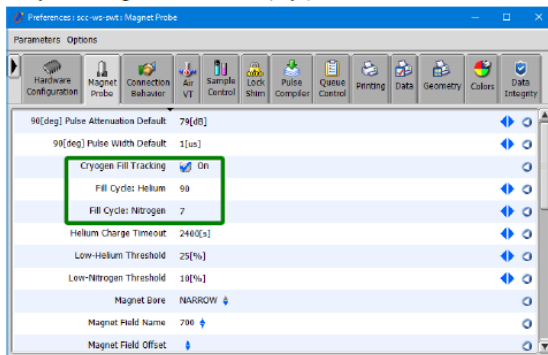 Preferences : scc-ws-swt : Magnet Probe
Parameters Options
Hardware Configuration
Magnet Probe
Connection Behavior
Air VT
Sample Control
Lock Shim
Pulse Compiler
Queue Control
Printing
Data
Geometry
Colors
Data Integrity
90[deg] Pulse Attenuation Default 79[dB]
90[deg] Pulse Width Default 1[us]
Cryogen Fill Tracking On
Fill Cycle: Helium 90
Fill Cycle: Nitrogen 7
Helium Charge Timeout 2400[s]
Low-Helium Threshold 25[%]
Low-Nitrogen Threshold 10[%]
Magnet Bore NARROW
Magnet Field Name 700
Magnet Field Offset